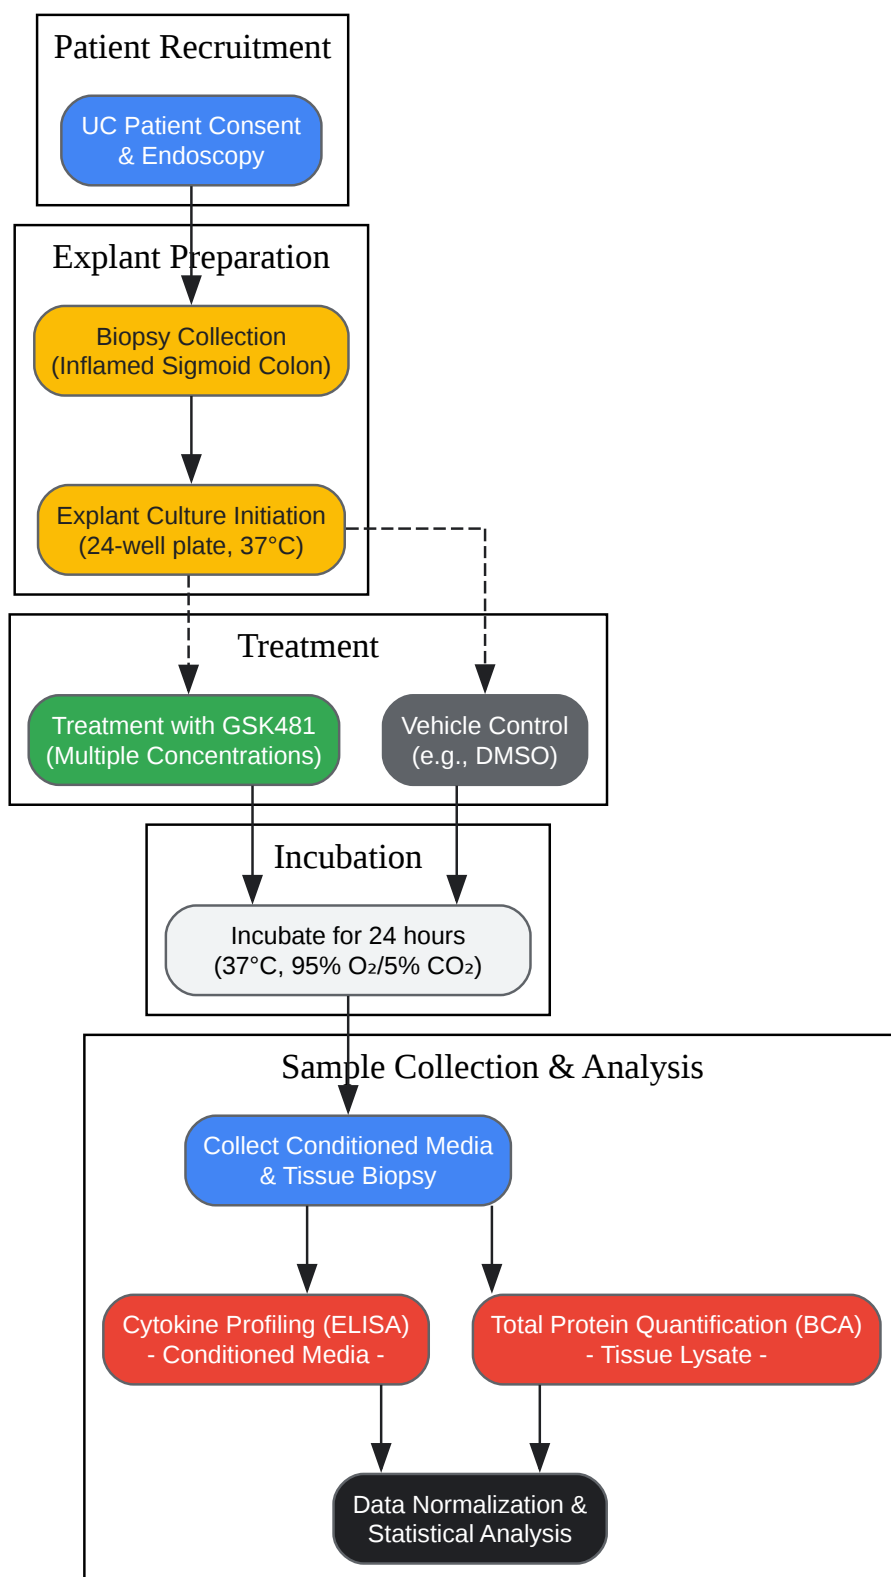 Patient Recruitment
UC Patient Consent
& Endoscopy
Explant Preparation
Biopsy Collection
(Inflamed Sigmoid Colon)
Explant Culture Initiation
(24-well plate, 37°C)
Treatment
Treatment with GSK481
(Multiple Concentrations)
Vehicle Control
(e.g., DMSO)
Incubation
Incubate for 24 hours
(37°C, 95% O₂/5% CO₂)
Sample Collection & Analysis
Collect Conditioned Media
& Tissue Biopsy
Cytokine Profiling (ELISA)
- Conditioned Media -
Total Protein Quantification (BCA)
- Tissue Lysate -
Data Normalization &
Statistical Analysis